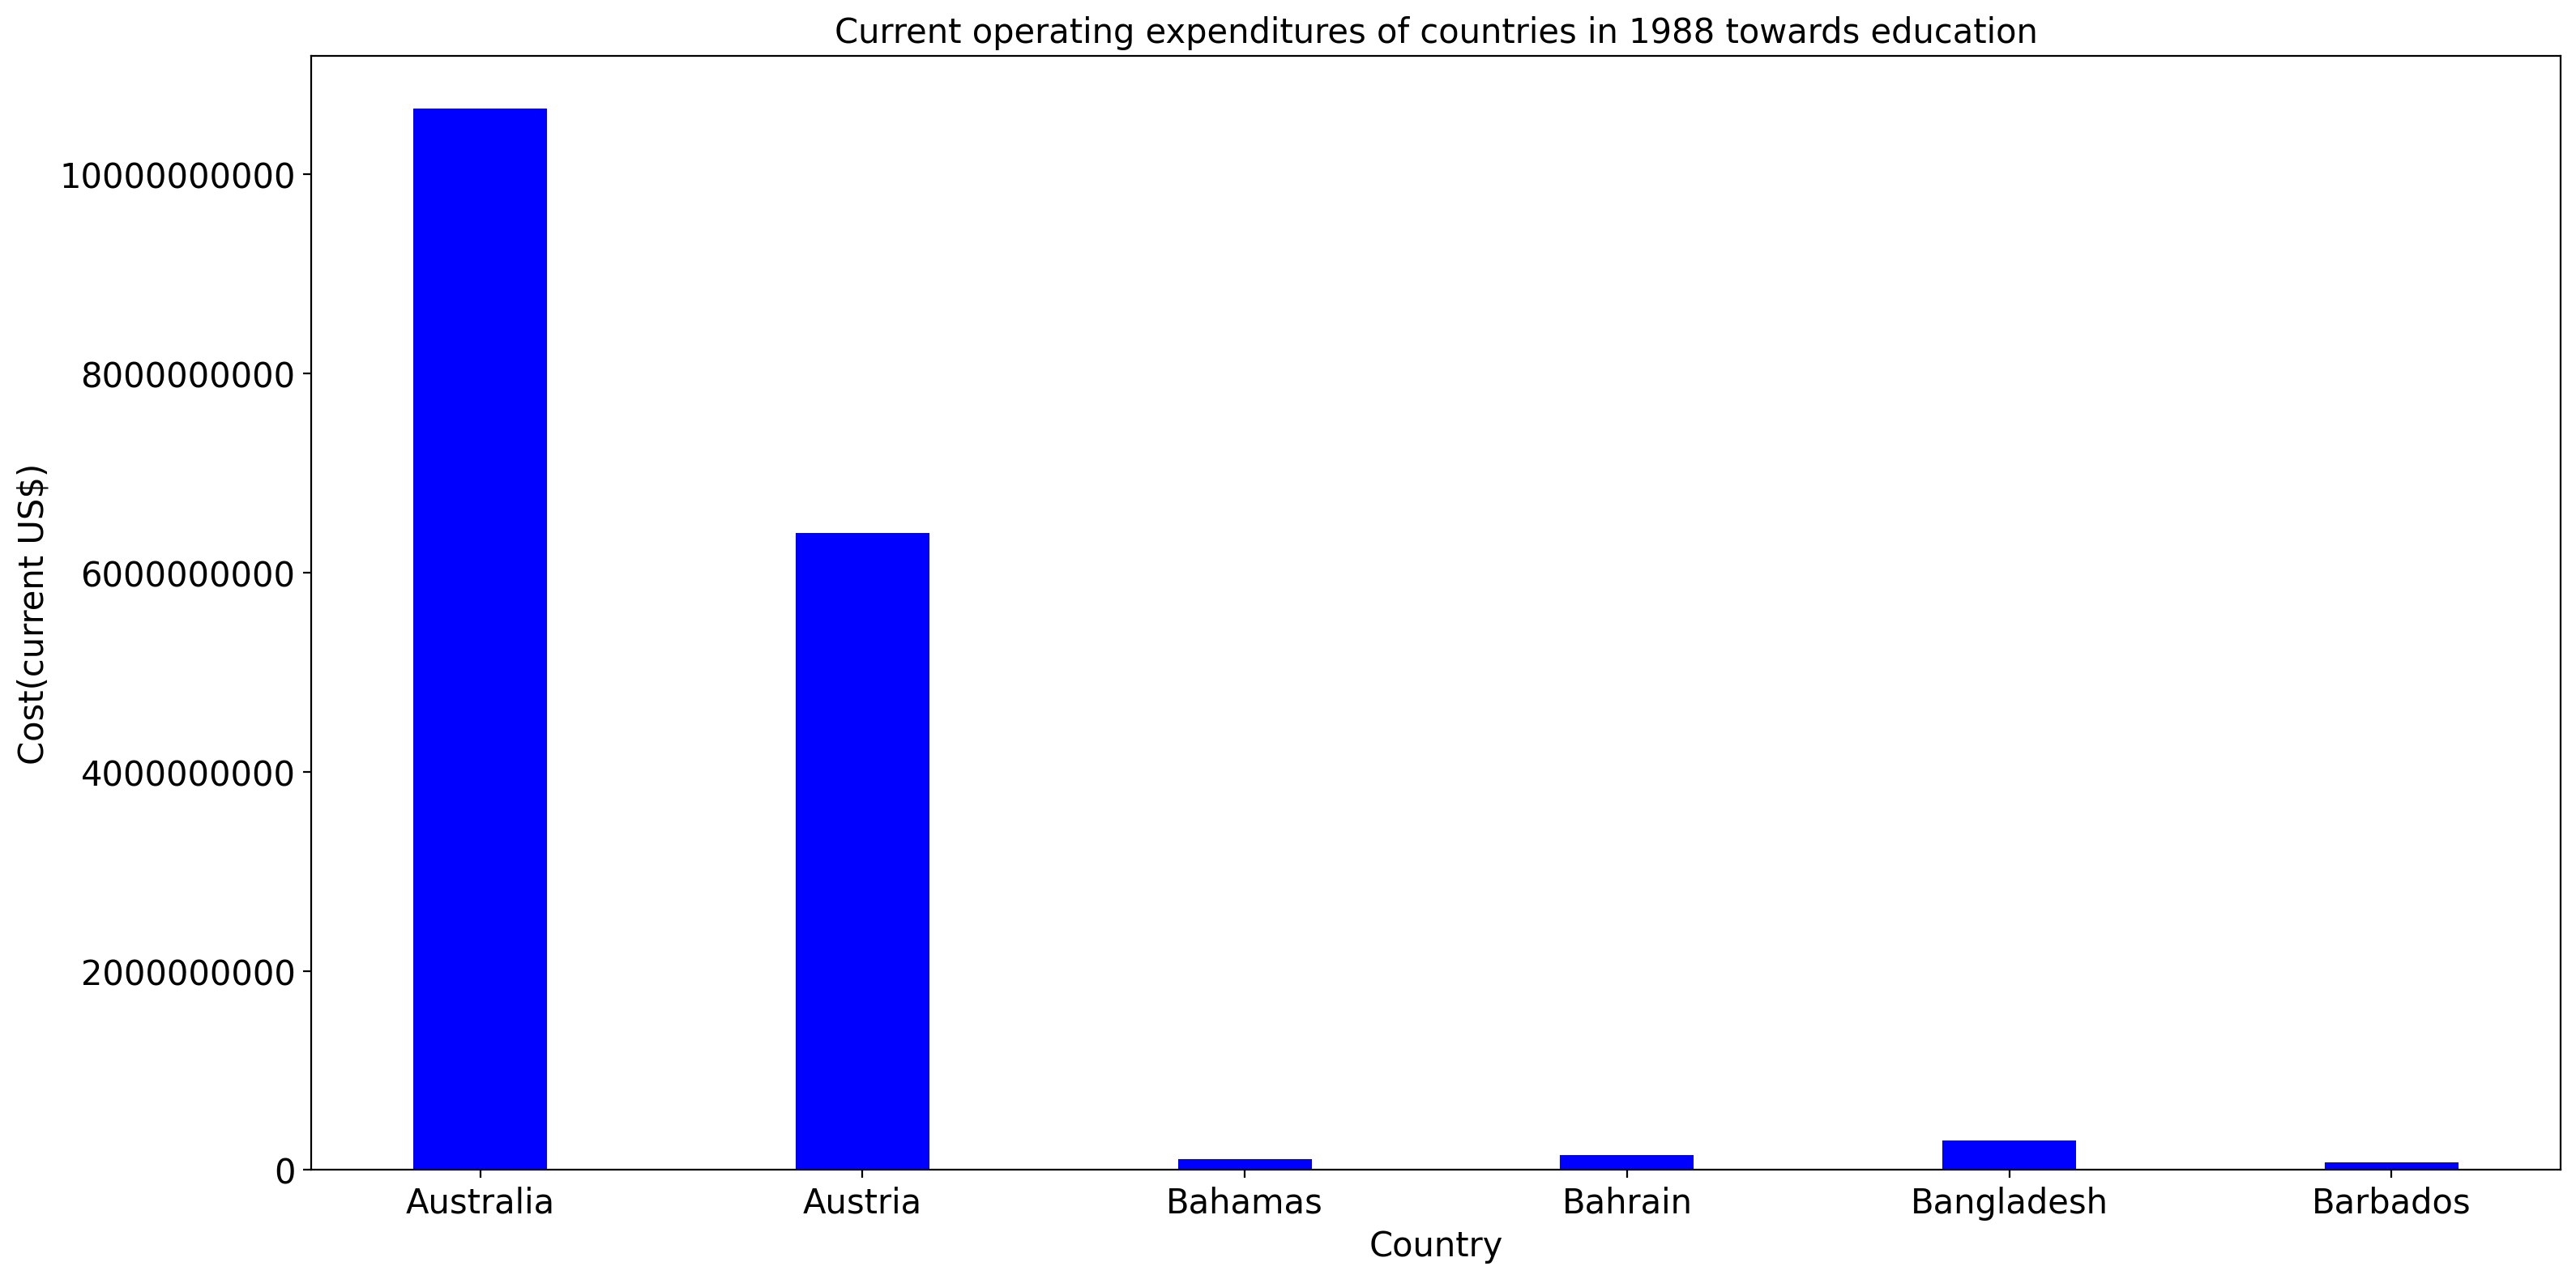 Current operating expenditures of countries in 1988 towards education
Cost(current US$)
10000000000
8000000000
6000000000
4000000000
2000000000
0
Australia Austria Bahamas Bahrain Bangladesh Barbados
Country